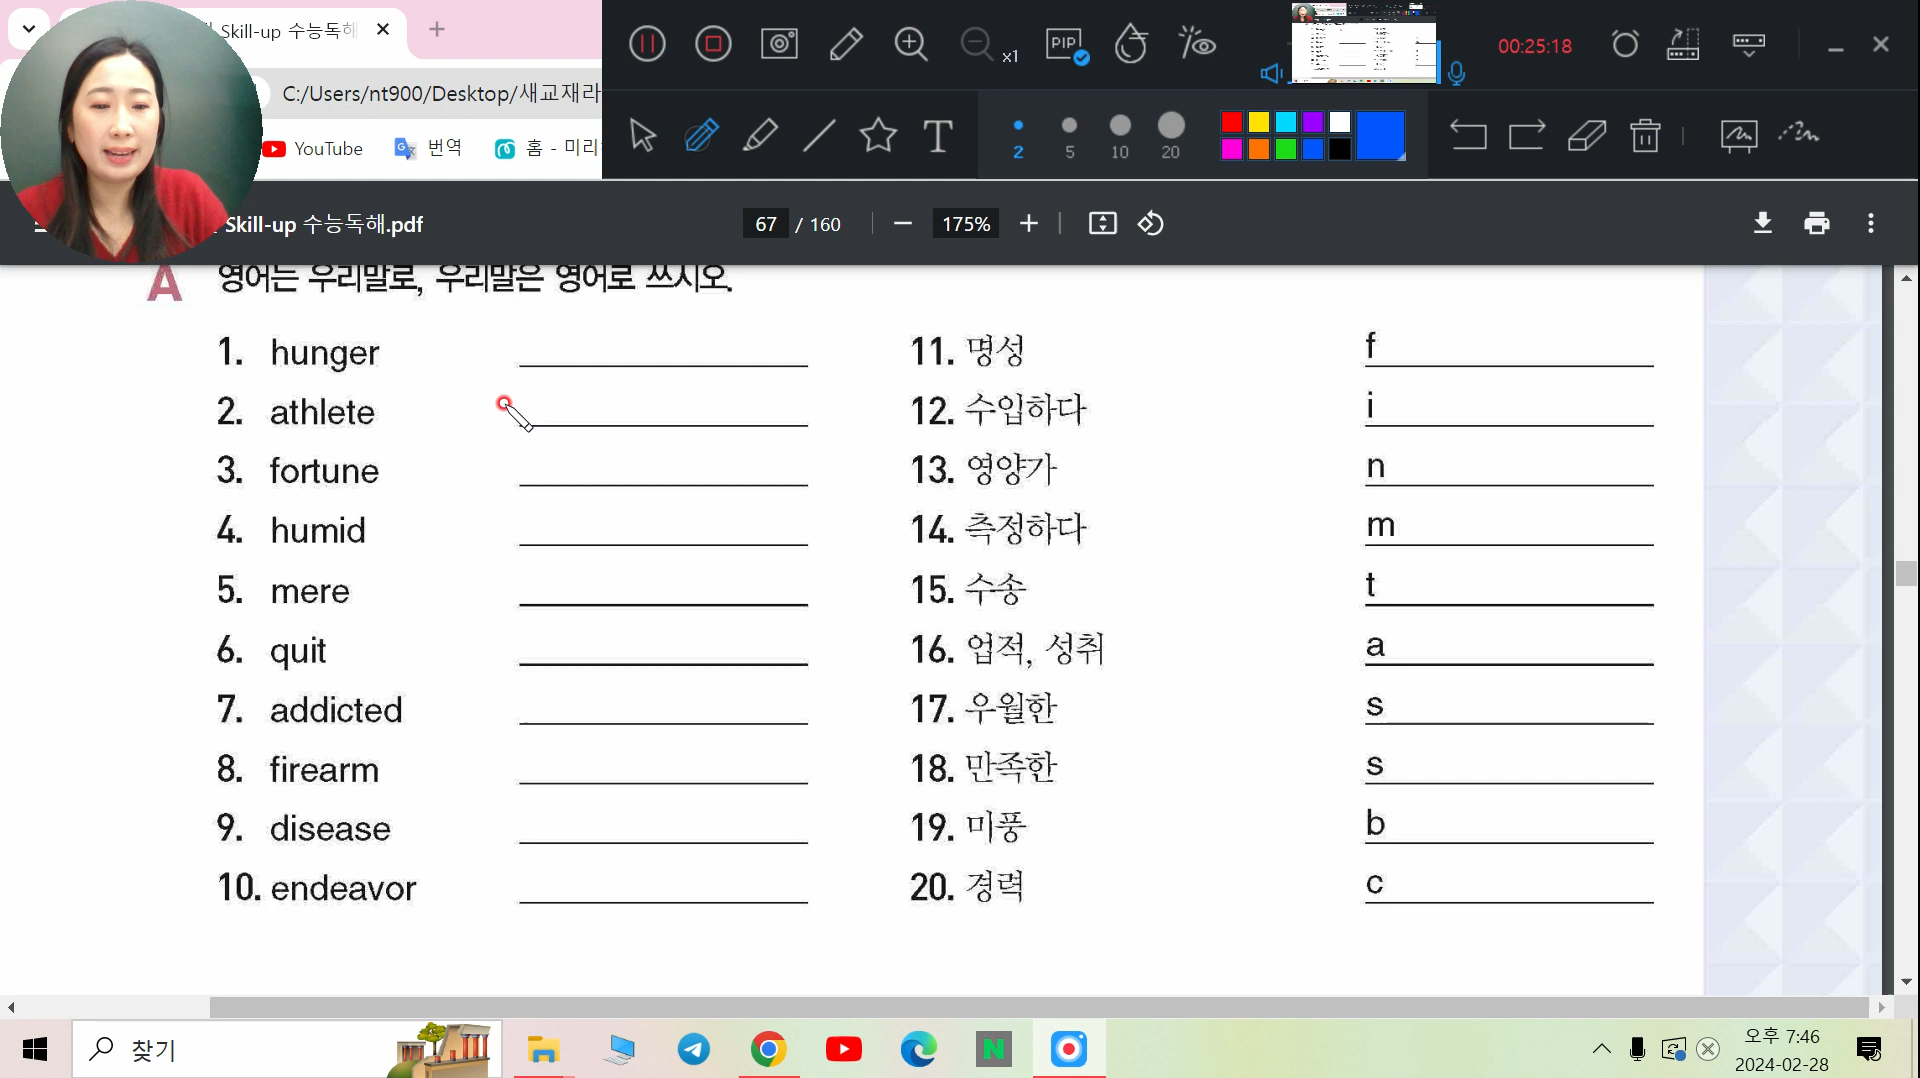 Skill-up 수능독해
x1
PIP
00:25:18
C:/Users/nt900/Desktop/새교재라
YouTube
번역
홈 - 미리
T
2
5
10
20
Skill-up 수능독해.pdf
67 / 160
175%
A 영어는 우리말로, 우리말은 영어로 쓰시오.
1. hunger
2. athlete
3. fortune
4. humid
5. mere
6. quit
7. addicted
8. firearm
9. disease
10. endeavor
11. 명성 f
12. 수입하다 i
13. 영양가 n
14. 측정하다 m
15. 수송 t
16. 업적, 성취 a
17. 우월한 s
18. 만족한 s
19. 미풍 b
20. 경력 c
찾기
N
오후 7:46
2024-02-28